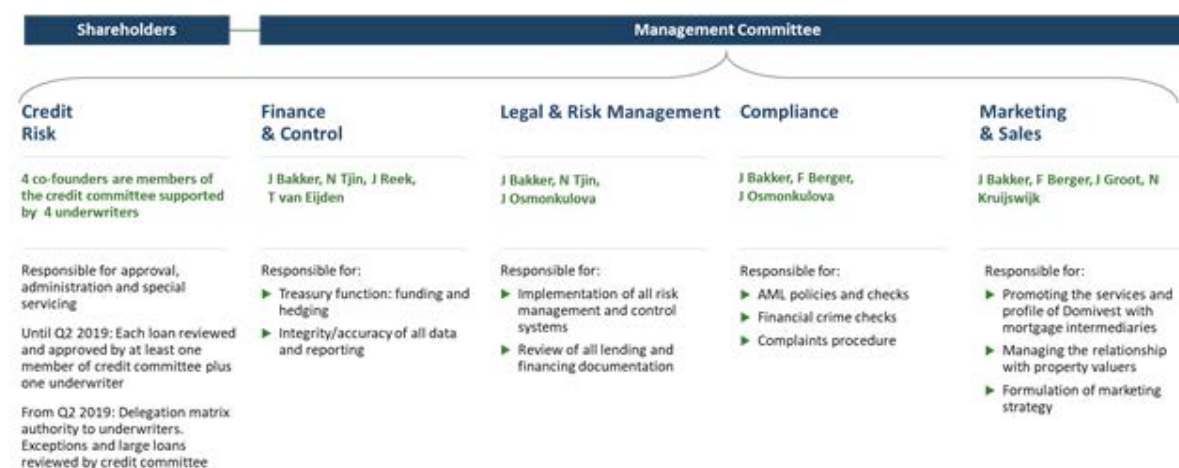 Shareholders
Management Committee
Credit
Risk
4 co-founders are members of
the credit committee supported
by 4 underwriters
Responsible for approval,
administration and special
servicing
Until Q2 2019: Each loan reviewed
and approved by at least one
member of credit committee plus
one underwriter
From Q2 2019: Delegation matrix
authority to underwriters.
Exceptions and large loans
reviewed by credit committee
Finance
& Control
J Bakker, N Tjin, J Reek,
T van Eijden
Responsible for:
► Treasury function: funding and
hedging
► Integrity/accuracy of all data
and reporting
Legal & Risk Management
J Bakker, N Tjin,
J Osmonkulova
Responsible for:
► Implementation of all risk
management and control
systems
► Review of all lending and
financing documentation
Compliance
J Bakker, F Berger,
J Osmonkulova
Responsible for:
► AML policies and checks
► Financial crime checks
► Complaints procedure
Marketing
& Sales
J Bakker, F Berger, J Groot, N
Kruijswijk
Responsible for:
► Promoting the services and
profile of Domivest with
mortgage intermediaries
► Managing the relationship
with property valuers
► Formulation of marketing
strategy